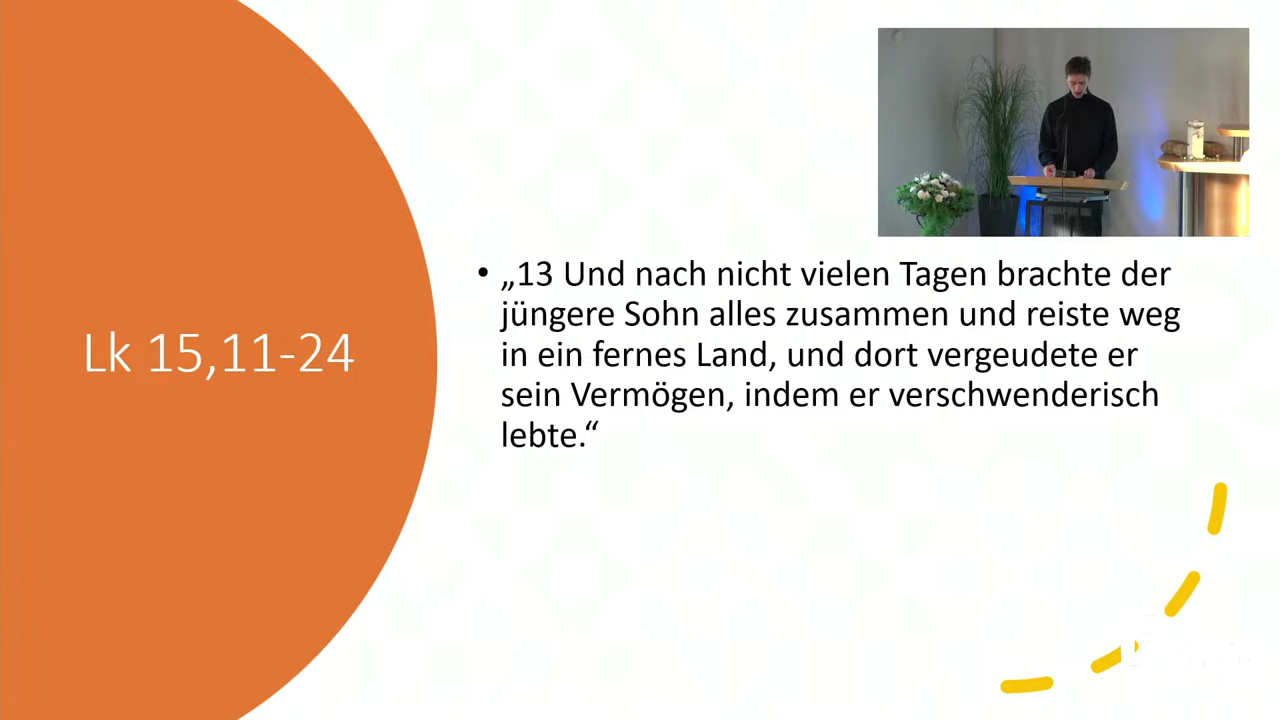 Lk 15,11-24
• „13 Und nach nicht vielen Tagen brachte der
jüngere Sohn alles zusammen und reiste weg
in ein fernes Land, und dort vergeudete er
sein Vermögen, indem er verschwenderisch
lebte.“